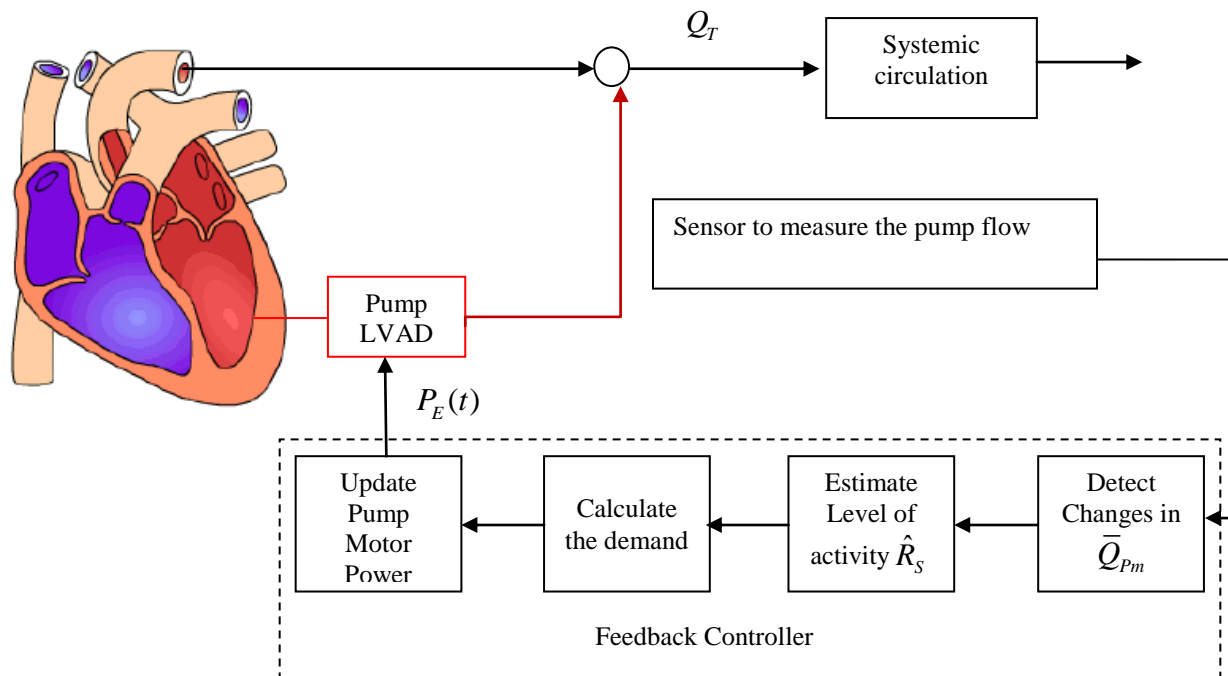 Q_T
Systemic
circulation
Sensor to measure the pump flow
Pump
LVAD
P_E(t)
Update
Pump
Motor
Power
Calculate
the demand
Estimate
Level of
activity R̂_S
Detect
Changes in
Q̅_{Pm}
Feedback Controller